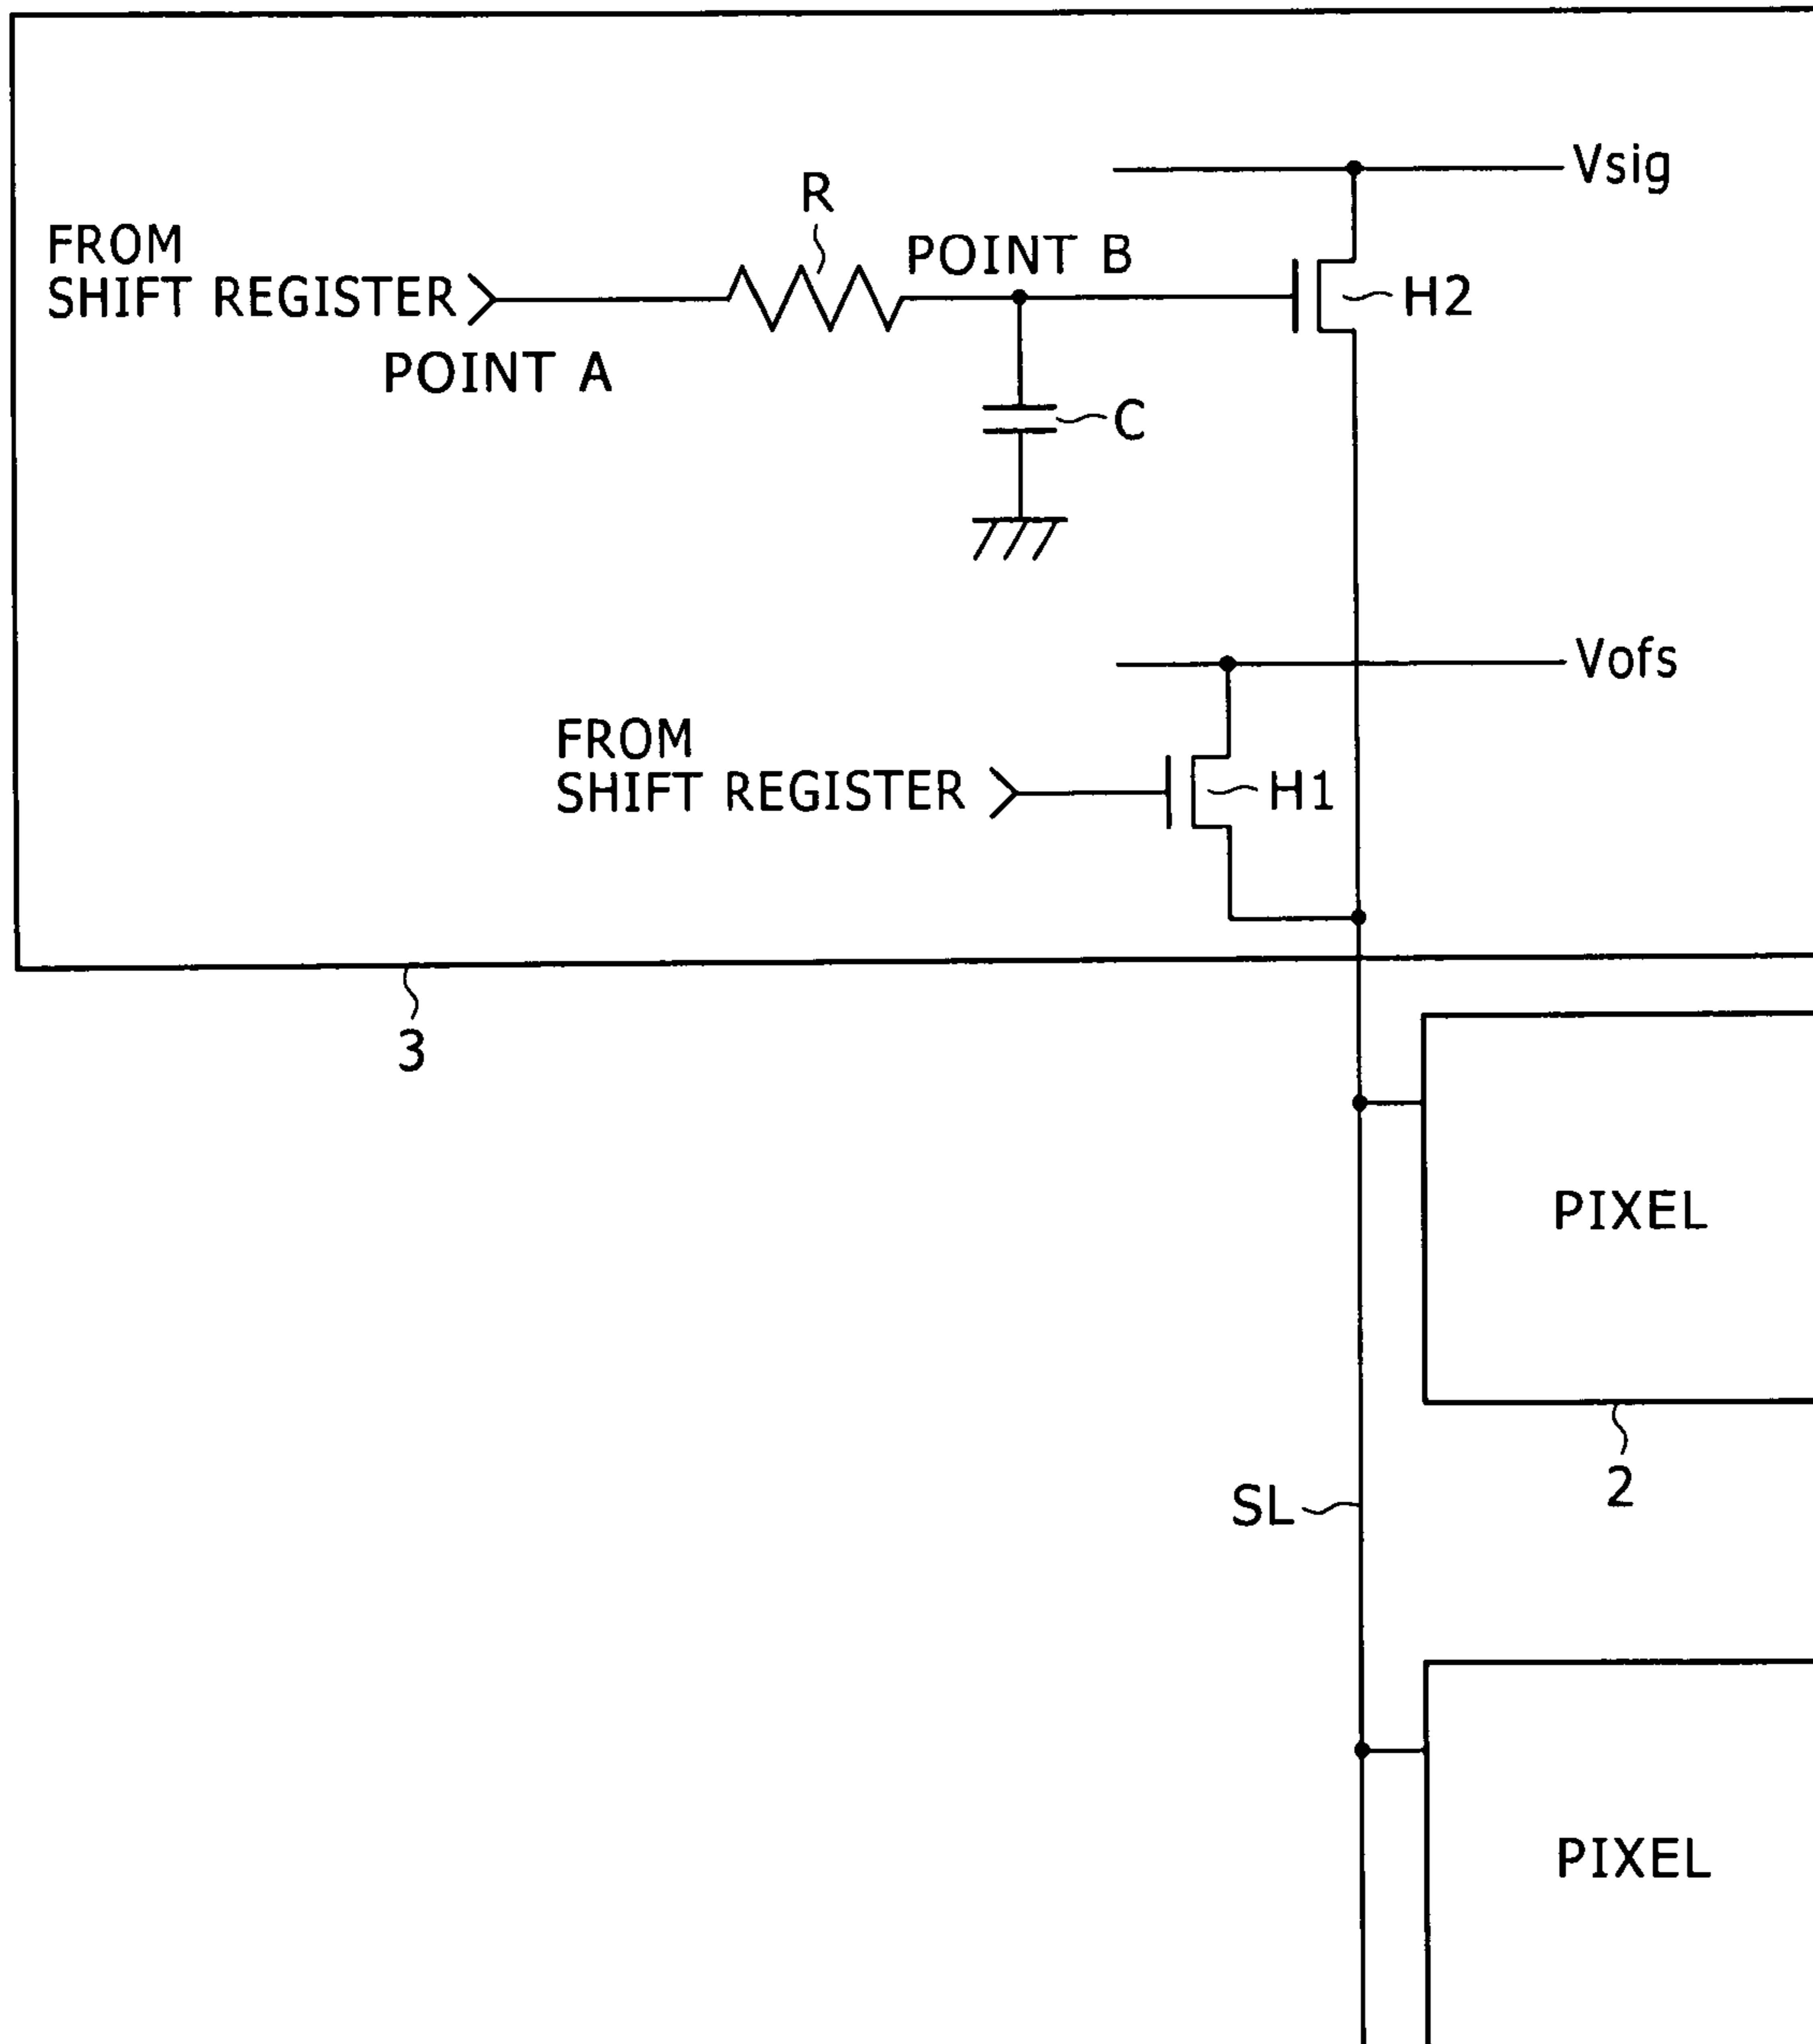 Vsig
R
FROM
SHIFT REGISTER
POINT B
H2
POINT A
C
Vofs
FROM
SHIFT REGISTER
H1
3
PIXEL
2
SL
PIXEL